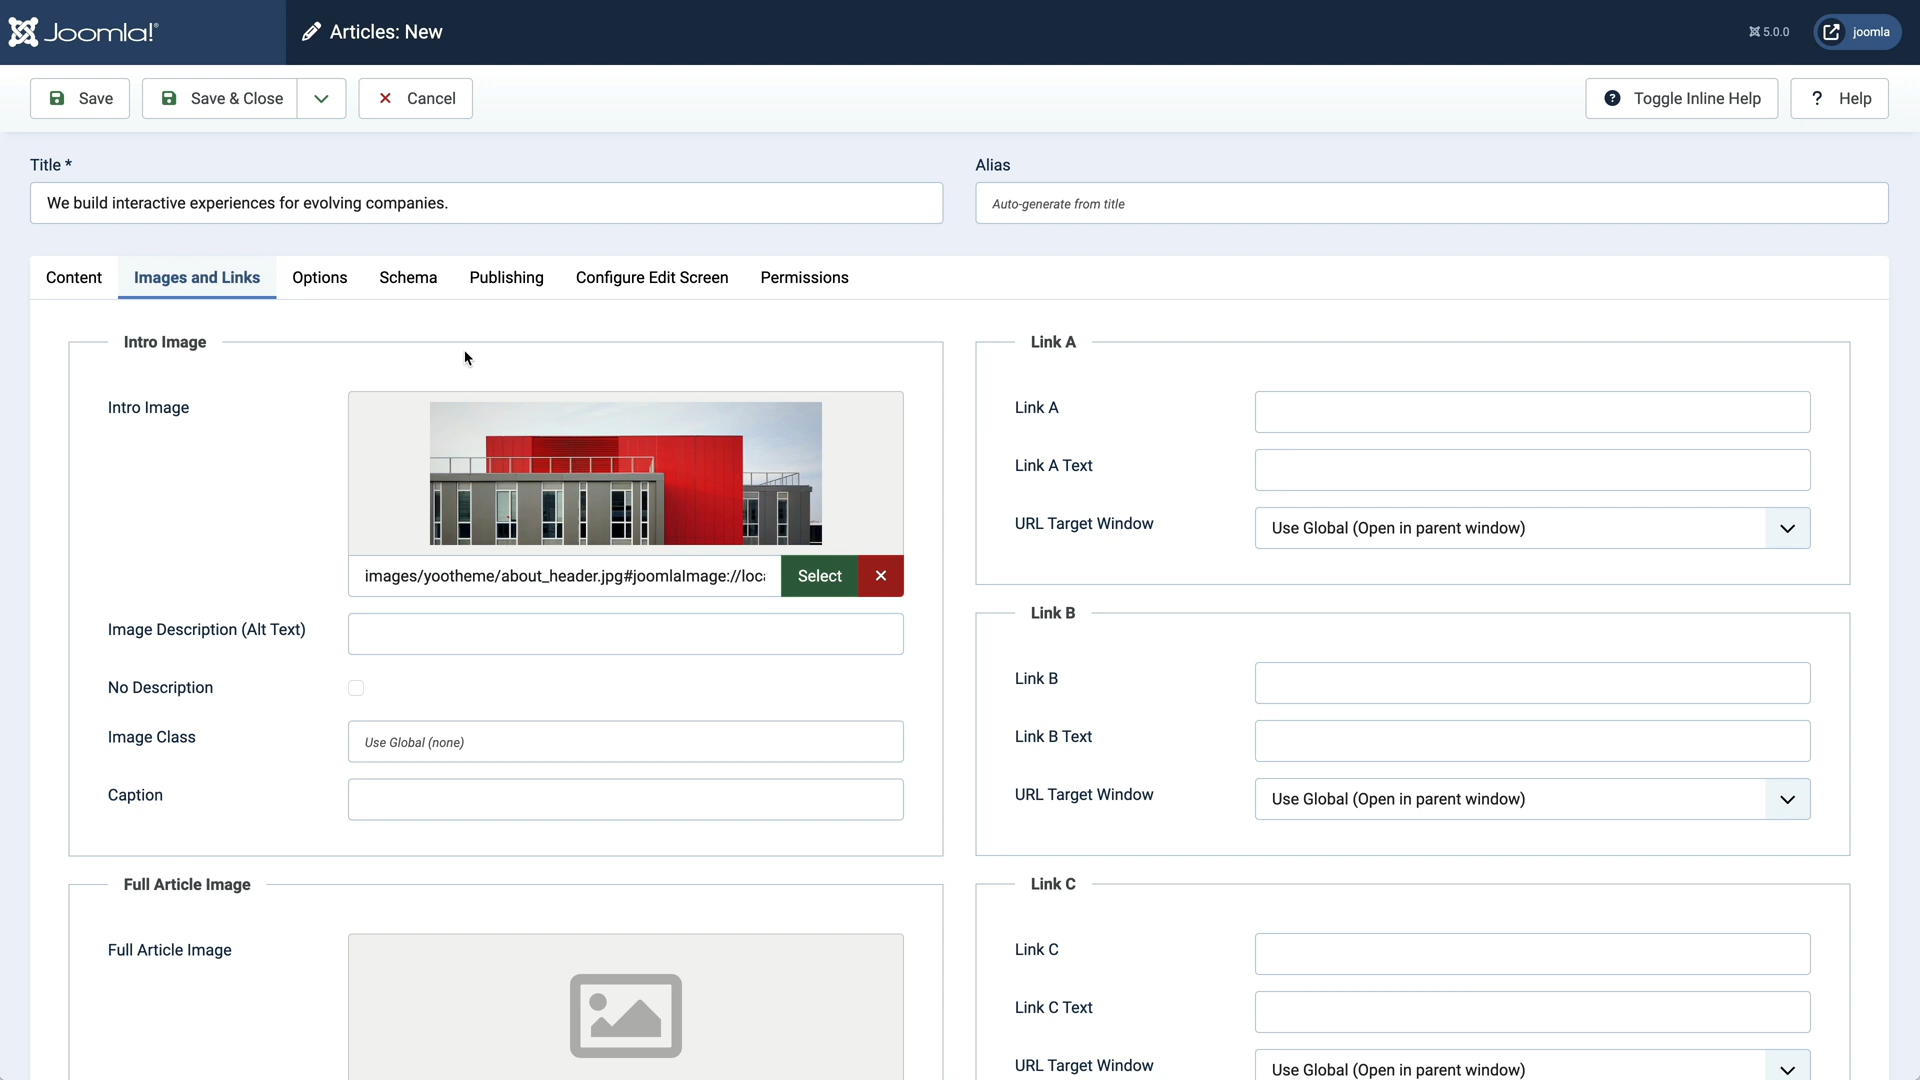 Joomla!®
Articles: New
5.0.0
joomla
Save
Save & Close
Cancel
Toggle Inline Help
? Help
Title *
Alias
We build interactive experiences for evolving companies.
Auto-generate from title
Content
Images and Links
Options
Schema
Publishing
Configure Edit Screen
Permissions
Intro Image
Intro Image
images/yootheme/about_header.jpg#joomlaImage://loca
Select
Image Description (Alt Text)
No Description
Image Class
Use Global (none)
Caption
Full Article Image
Full Article Image
Link A
Link A
Link A Text
URL Target Window
Use Global (Open in parent window)
Link B
Link B
Link B Text
URL Target Window
Use Global (Open in parent window)
Link C
Link C
Link C Text
URL Target Window
Use Global (Open in parent window)